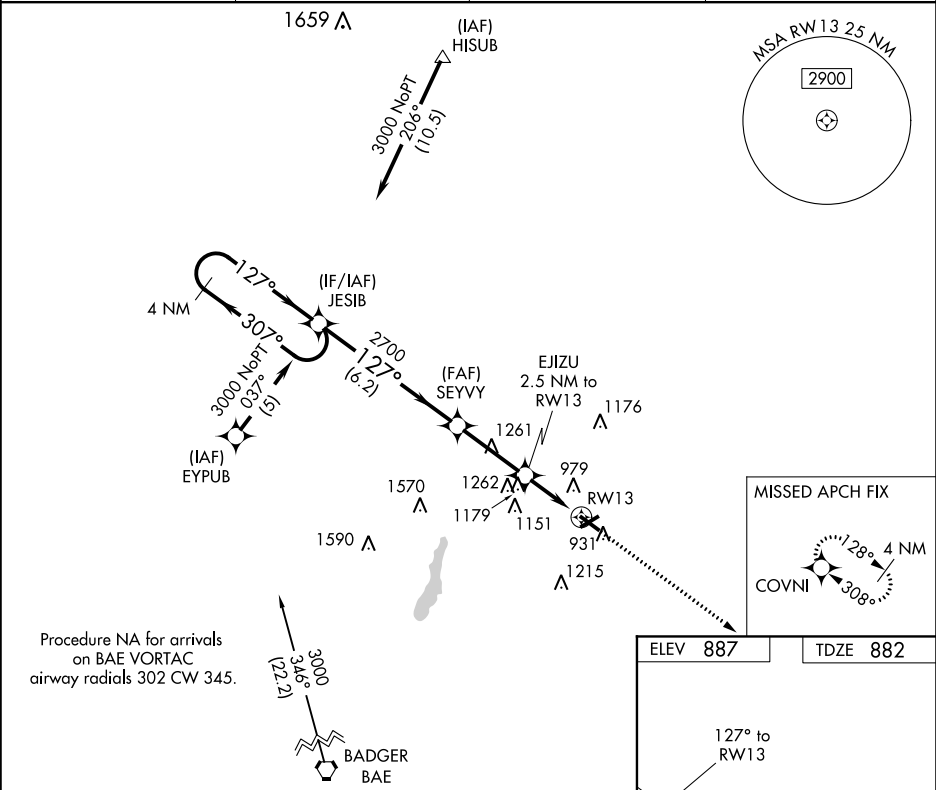 1659
(IAF)
HISUB
MSA RW13 25 NM
2900
3000 NoPT
206°
(10.5)
127°
(IF/IAF)
JESIB
4 NM
307°
3000 NoPT
037°
(5)
2700
127°
(6.2)
(FAF)
SEYVY
EJIZU
2.5 NM to
RW13
1176
1261
(IAF)
EYPUB
1570
1262
979
RW13
1179
1151
931
1590
1215
MISSED APCH FIX
128°
4 NM
COVNI
308°
Procedure NA for arrivals
on BAE VORTAC
airway radials 302 CW 345.
3000
346°
(22.2)
BADGER
BAE
ELEV 887
TDZE 882
127° to
RW13